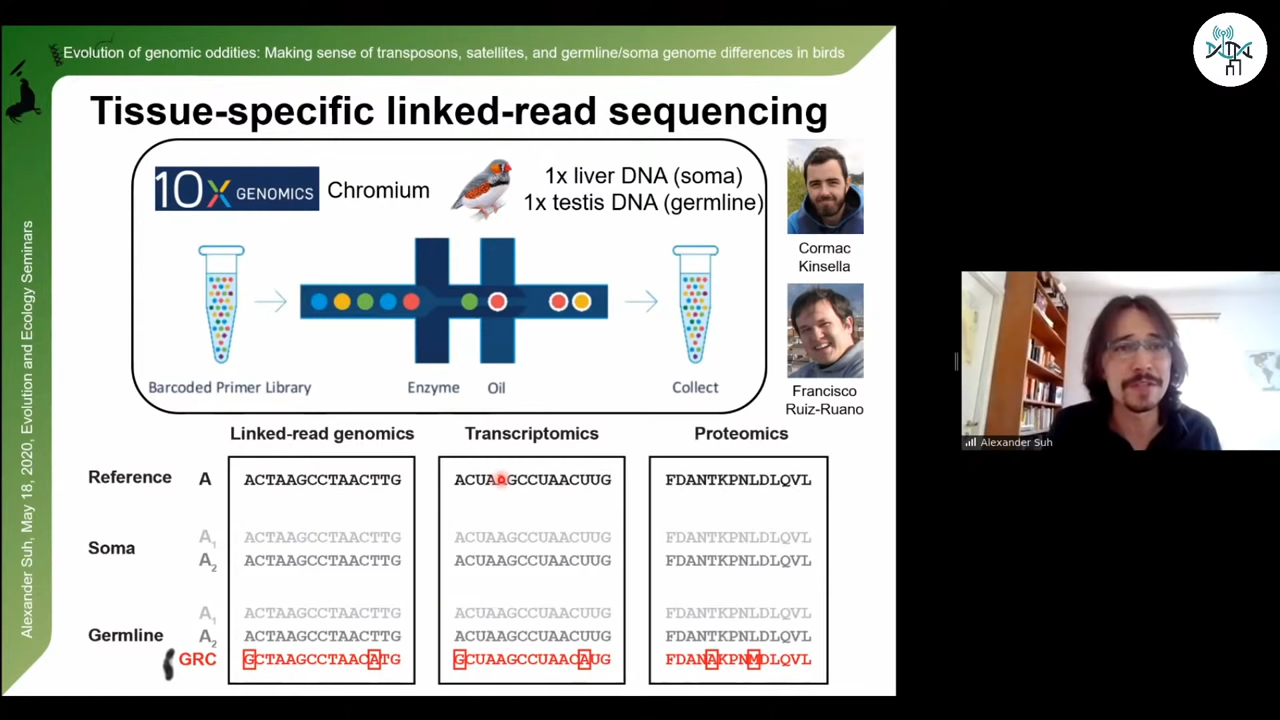 Evolution of genomic oddities: Making sense of transposons, satellites, and germline/soma genome differences in birds
Alexander Suh, May 18, 2020, Evolution and Ecology Seminars
Tissue-specific linked-read sequencing
10X GENOMICS Chromium
1x liver DNA (soma)
1x testis DNA (germline)
Barcoded Primer Library
Enzyme
Oil
Collect
Cormac
Kinsella
Francisco
Ruiz-Ruano
Linked-read genomics Transcriptomics Proteomics
Reference A ACTAAGCCTAACTTG ACUAAGCCUAACUUG FDANTKPNLDLQVL
A1 ACTAAGCCTAACTTG ACUAAGCCUAACUUG FDANTKPNLDLQVL
Soma
A2 ACTAAGCCTAACTTG ACUAAGCCUAACUUG FDANTKPNLDLQVL
A1 ACTAAGCCTAACTTG ACUAAGCCUAACUUG FDANTKPNLDLQVL
Germline A2 ACTAAGCCTAACTTG ACUAAGCCUAACUUG FDANTKPNLDLQVL
GRC GCTAAGCCTAACATG GCUAAGCCUAACAUG FDANAKPNMDLQVL
Alexander Suh